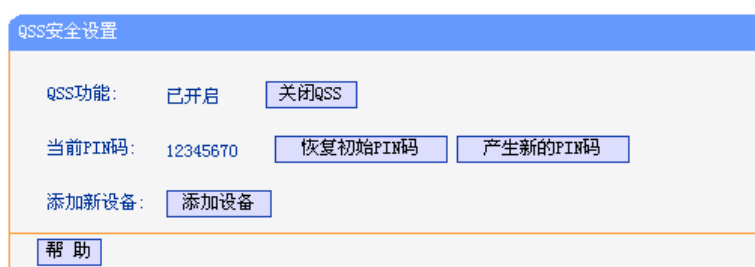 QSS安全设置
QSS功能: 已开启 关闭QSS
当前PIN码: 12345670 恢复初始PIN码 产生新的PIN码
添加新设备: 添加设备
帮 助